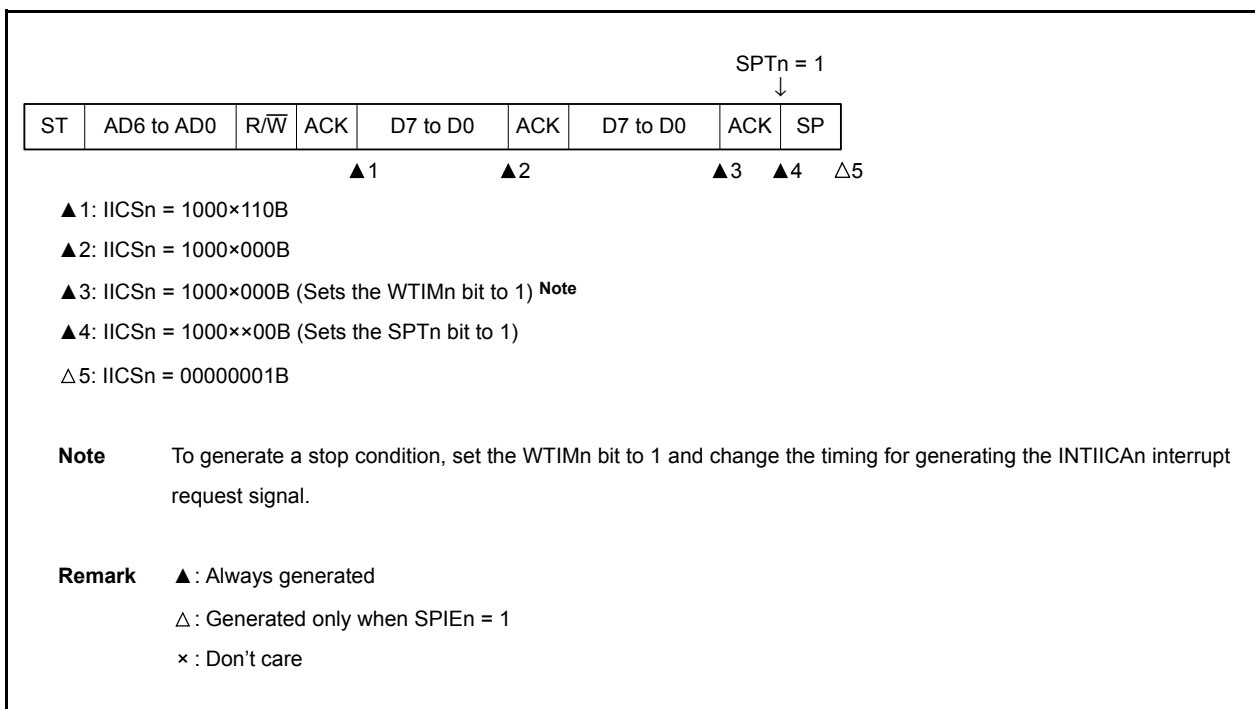 SPTn = 1
↓
ST AD6 to AD0 R/W̅ ACK D7 to D0 ACK D7 to D0 ACK SP
▲1 ▲2 ▲3 ▲4 △5
▲1: IICSn = 1000×110B
▲2: IICSn = 1000×000B
▲3: IICSn = 1000×000B (Sets the WTIMn bit to 1) Note
▲4: IICSn = 1000××00B (Sets the SPTn bit to 1)
△5: IICSn = 00000001B
Note To generate a stop condition, set the WTIMn bit to 1 and change the timing for generating the INTIICAn interrupt
request signal.
Remark ▲: Always generated
△: Generated only when SPIEn = 1
×: Don't care